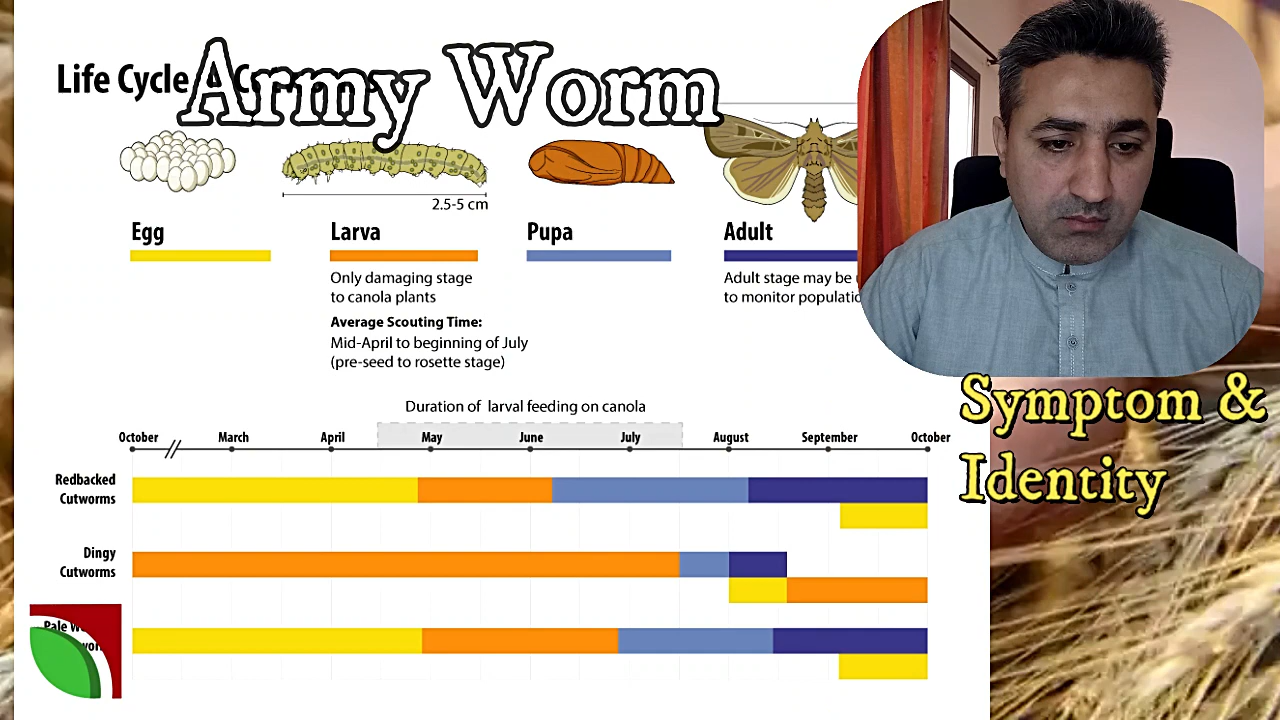 Life Cycle
Army Worm
2.5-5 cm
Egg
Larva
Pupa
Adult
Only damaging stage
to canola plants
Adult stage may be
to monitor
Average Scouting Time:
Mid-April to beginning of July
(pre-seed to rosette stage)
Symptom &
Identity
Duration of larval feeding on canola
October March April May June July August September October
Redbacked
Cutworms
Dingy
Cutworms
Pale